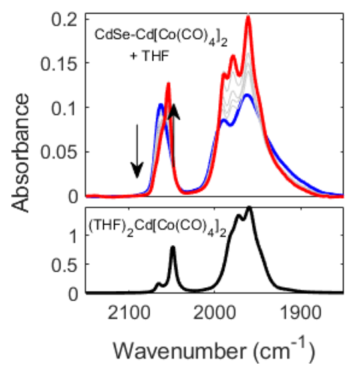 0.2
CdSe-Cd[Co(CO)4]2
+ THF
0.15
0.1
0.05
0
Absorbance
(THF)2Cd[Co(CO)4]2
1
0.5
0
2100 2000 1900
Wavenumber (cm-1)